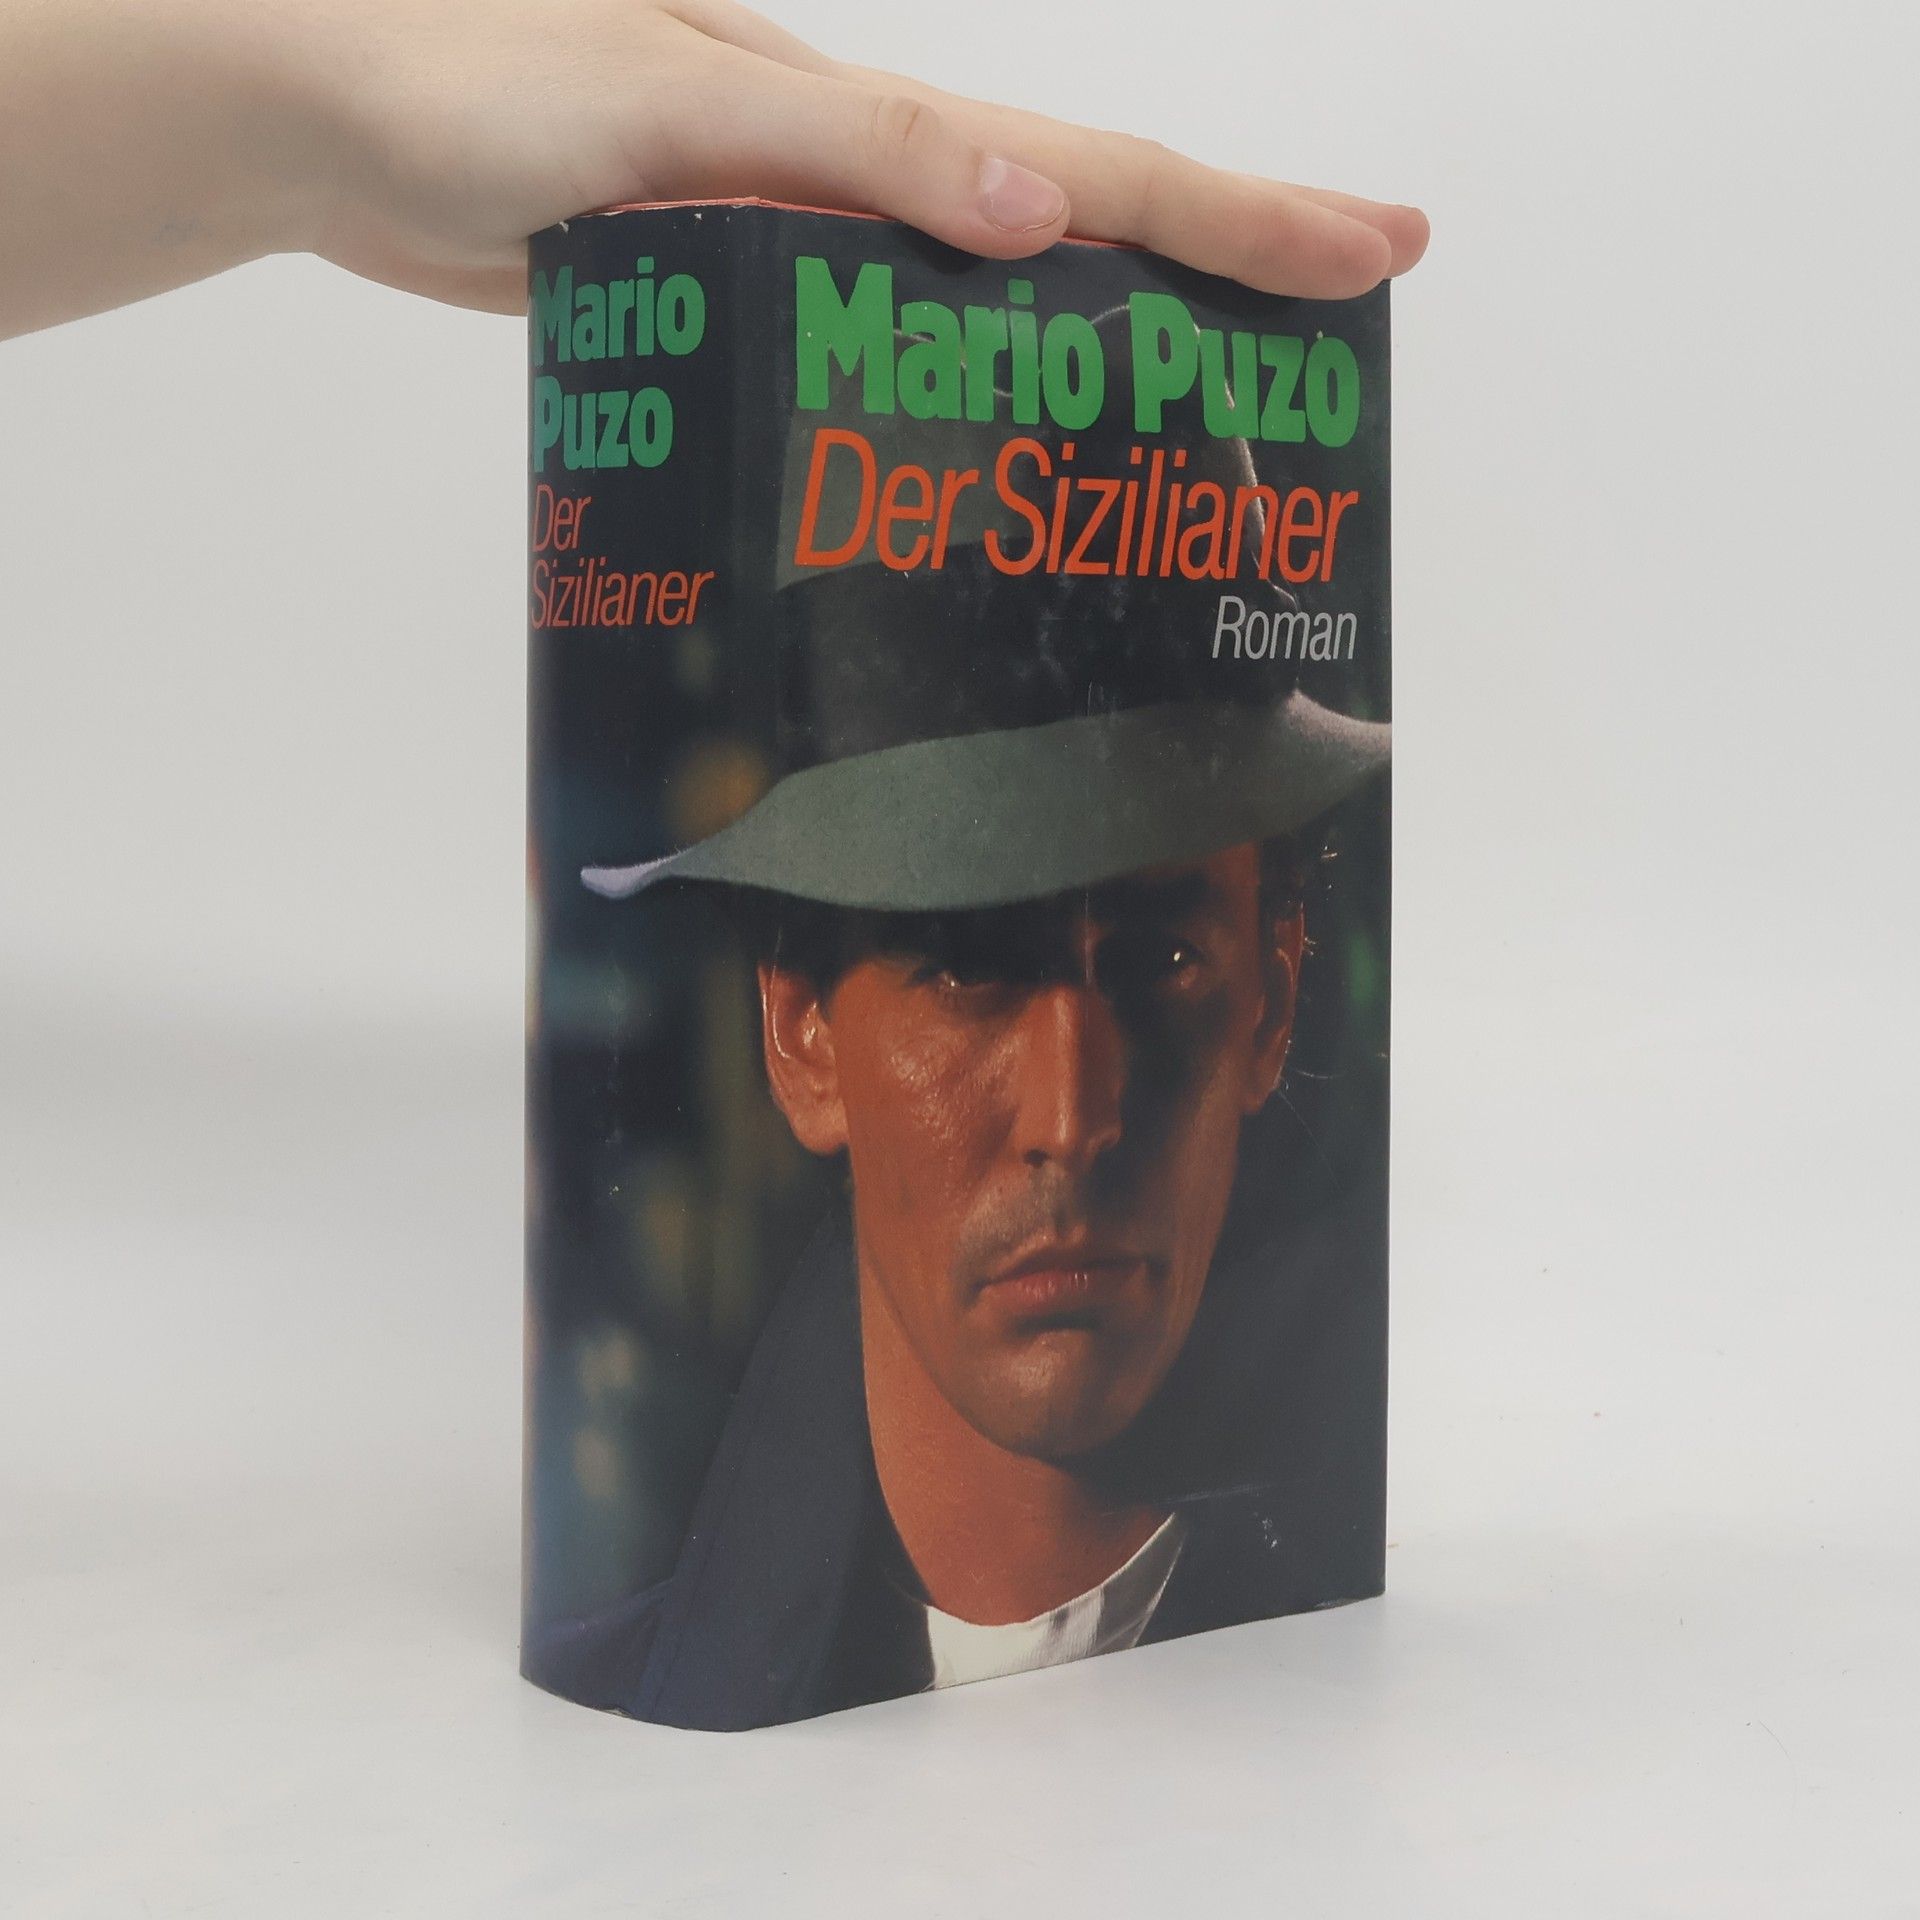 Mario
Puzo
Der
Sizilianer
Mario Puzo
Der Sizilianer
Roman